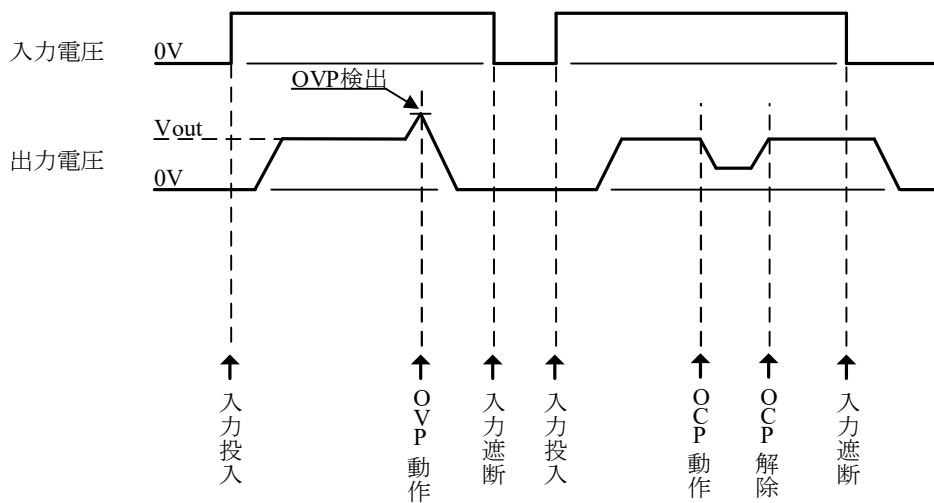 入力電圧
0V
OVP検出
Vout
出力電圧
0V
入力投入
OVP動作
入力遮断
入力投入
OCP動作
OCP解除
入力遮断